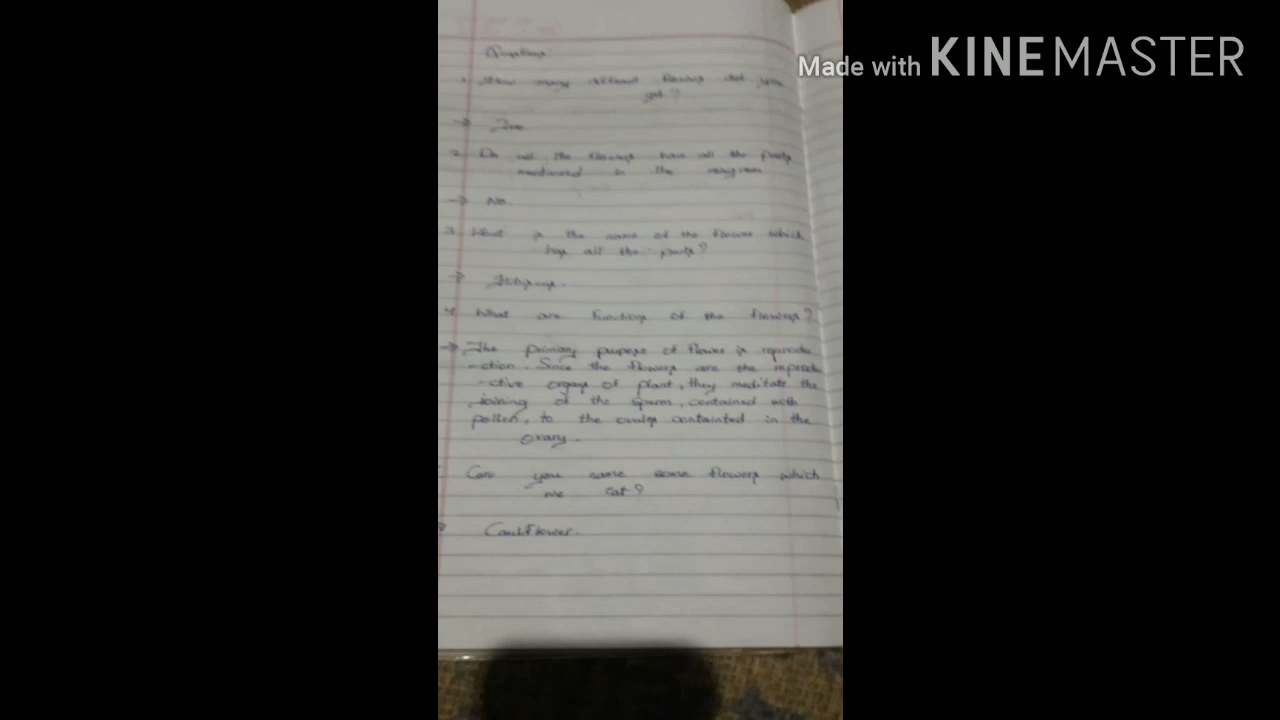 Made with KINEMASTER
Questions:
1. How many different flowers did you
get?
→ Two
2. Do all the flowers have all the parts
mentioned in the diagram
→ No.
3. What is the name of the flower which
has all the parts?
→ Hibiscus.
4. What are functions of the flowers?
→ The primary purpose of flower is reprodu
-ction. Since the flowers are the reprodu
-ctive organs of plant, they meditate the
joining of the sperm, contained with
pollen, to the ovules containted in the
Ovary.
Can you name some flowers which
we eat?
Cauliflower.